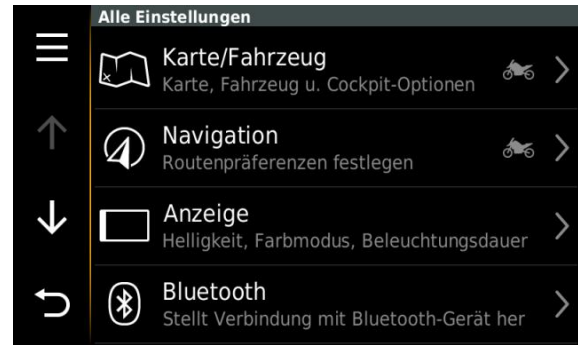 Alle Einstellungen
Karte/Fahrzeug
Karte, Fahrzeug u. Cockpit-Optionen
Navigation
Routenpräferenzen festlegen
Anzeige
Helligkeit, Farbmodus, Beleuchtungsdauer
Bluetooth
Stellt Verbindung mit Bluetooth-Gerät her